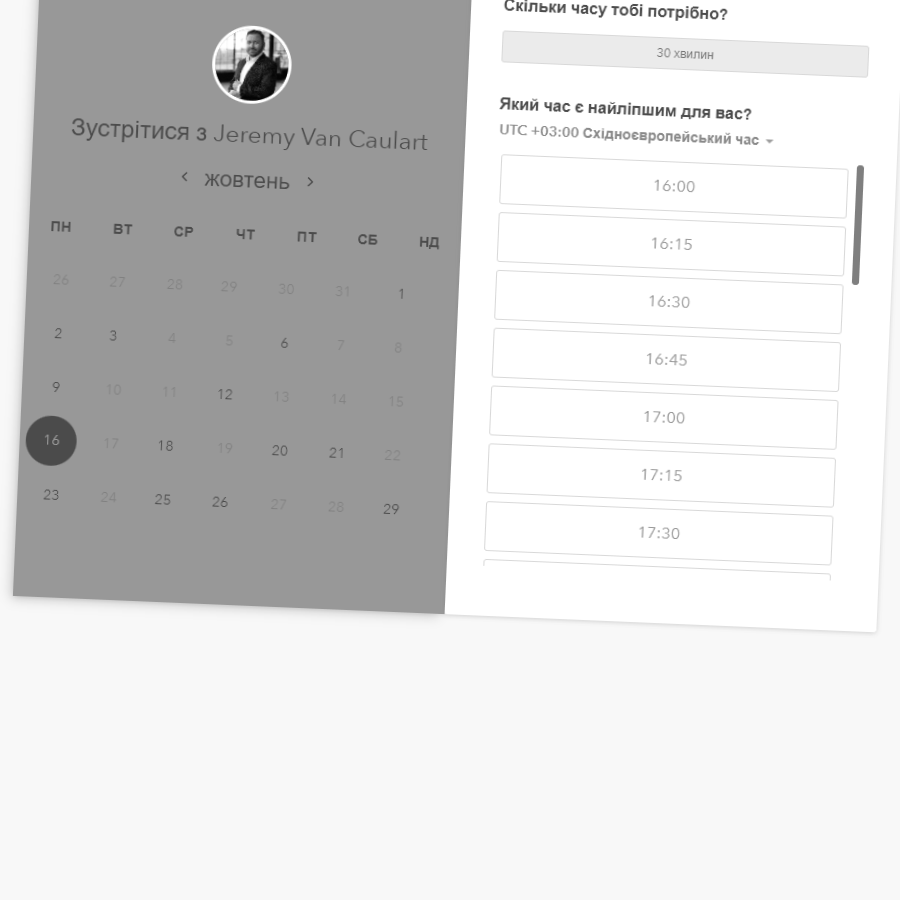 Зустрітися з Jeremy Van Caulart
‹ жовтень ›
ПН ВТ СР ЧТ ПТ СБ НД
26 27 28 29 30 31 1
2 3 4 5 6 7 8
9 10 11 12 13 14 15
16 17 18 19 20 21 22
23 24 25 26 27 28 29
Скільки часу тобі потрібно?
30 хвилин
Який час є найліпшим для вас?
UTC +03:00 Східноєвропейський час
16:00
16:15
16:30
16:45
17:00
17:15
17:30